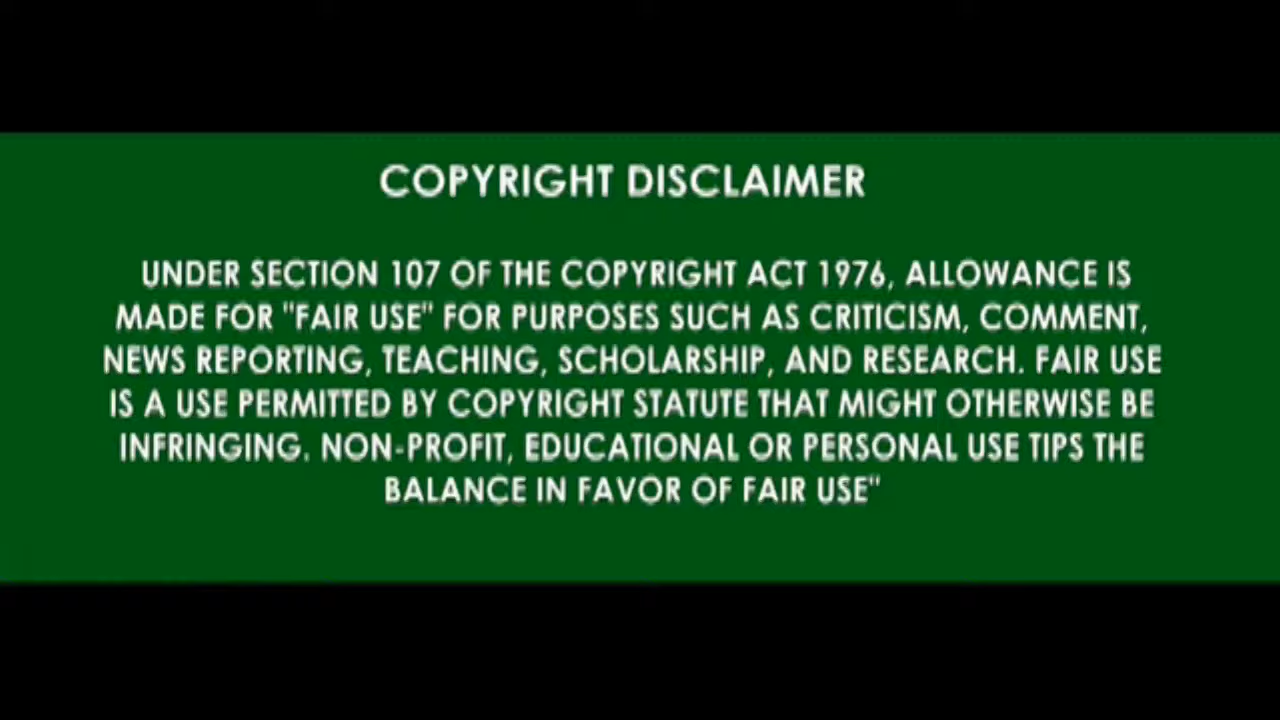 COPYRIGHT DISCLAIMER
UNDER SECTION 107 OF THE COPYRIGHT ACT 1976, ALLOWANCE IS
MADE FOR "FAIR USE" FOR PURPOSES SUCH AS CRITICISM, COMMENT,
NEWS REPORTING, TEACHING, SCHOLARSHIP, AND RESEARCH. FAIR USE
IS A USE PERMITTED BY COPYRIGHT STATUTE THAT MIGHT OTHERWISE BE
INFRINGING. NON-PROFIT, EDUCATIONAL OR PERSONAL USE TIPS THE
BALANCE IN FAVOR OF FAIR USE"